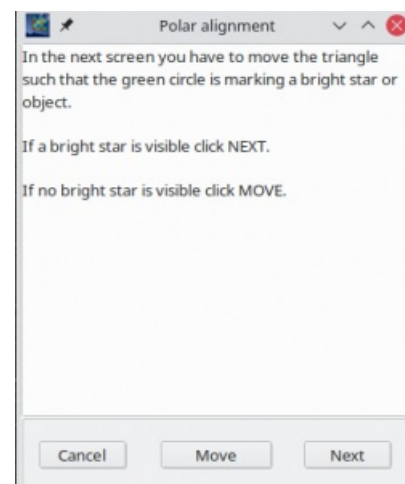 Polar alignment
In the next screen you have to move the triangle
such that the green circle is marking a bright star or
object.
If a bright star is visible click NEXT.
If no bright star is visible click MOVE.
Cancel Move Next